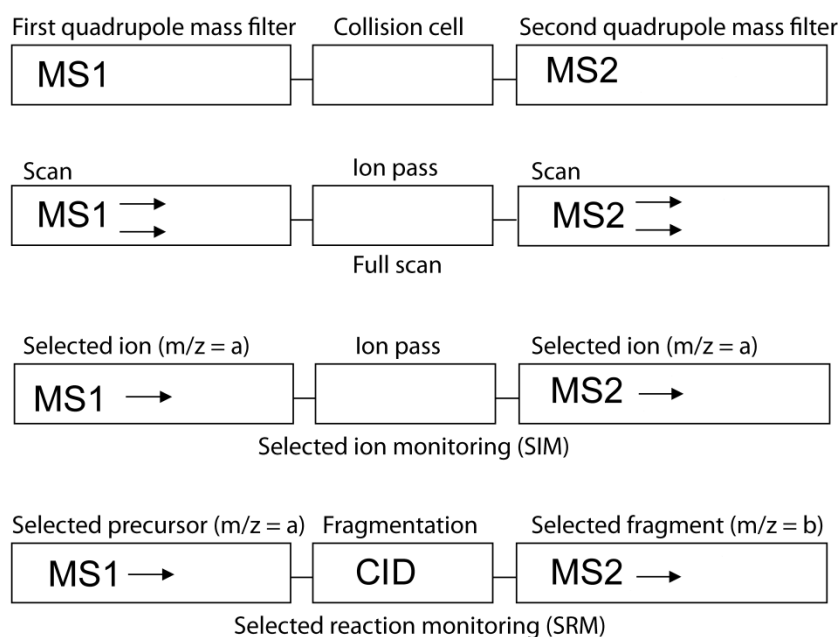 First quadrupole mass filter Collision cell Second quadrupole mass filter
MS1 MS2
Scan Ion pass Scan
MS1 MS2
Full scan
Selected ion (m/z = a) Ion pass Selected ion (m/z = a)
MS1 MS2
Selected ion monitoring (SIM)
Selected precursor (m/z = a) Fragmentation Selected fragment (m/z = b)
MS1 CID MS2
Selected reaction monitoring (SRM)